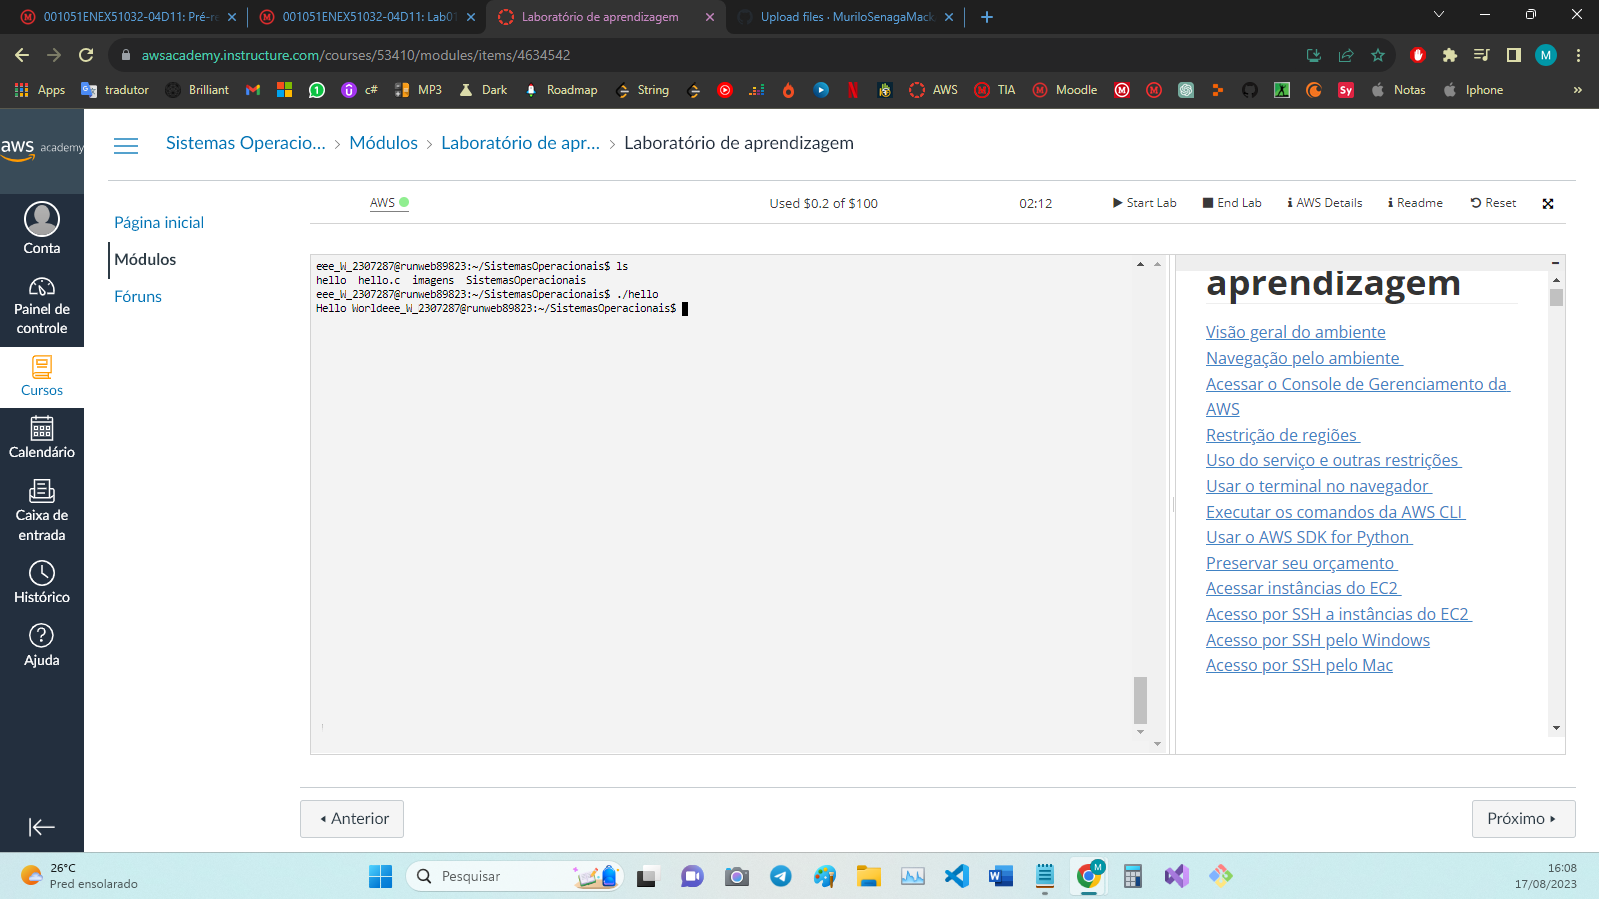 001051ENEX51032-04D11: Pré-re
001051ENEX51032-04D11: Lab01
Laboratório de aprendizagem
Upload files · MuriloSenagaMack
awsacademy.instructure.com/courses/53410/modules/items/4634542
M
Apps
tradutor
Brilliant
c#
MP3
Dark
Roadmap
String
AWS
TIA
Moodle
Sy
Notas
Iphone
»
aws academy
Sistemas Operacio... > Módulos > Laboratório de apr... > Laboratório de aprendizagem
AWS
Used $0.2 of $100
02:12
Start Lab
End Lab
AWS Details
Readme
Reset
Conta
Painel de
controle
Cursos
Calendário
Caixa de
entrada
Histórico
Ajuda
Página inicial
Módulos
Fóruns
eee_W_2307287@runweb89823:~/SistemasOperacionais$ ls
hello  hello.c  imagens  SistemasOperacionais
eee_W_2307287@runweb89823:~/SistemasOperacionais$ ./hello
Hello Worldeee_W_2307287@runweb89823:~/SistemasOperacionais$
aprendizagem
Visão geral do ambiente
Navegação pelo ambiente
Acessar o Console de Gerenciamento da
AWS
Restrição de regiões
Uso do serviço e outras restrições
Usar o terminal no navegador
Executar os comandos da AWS CLI
Usar o AWS SDK for Python
Preservar seu orçamento
Acessar instâncias do EC2
Acesso por SSH a instâncias do EC2
Acesso por SSH pelo Windows
Acesso por SSH pelo Mac
Anterior
Próximo
26°C
Pred ensolarado
Pesquisar
M
16:08
17/08/2023